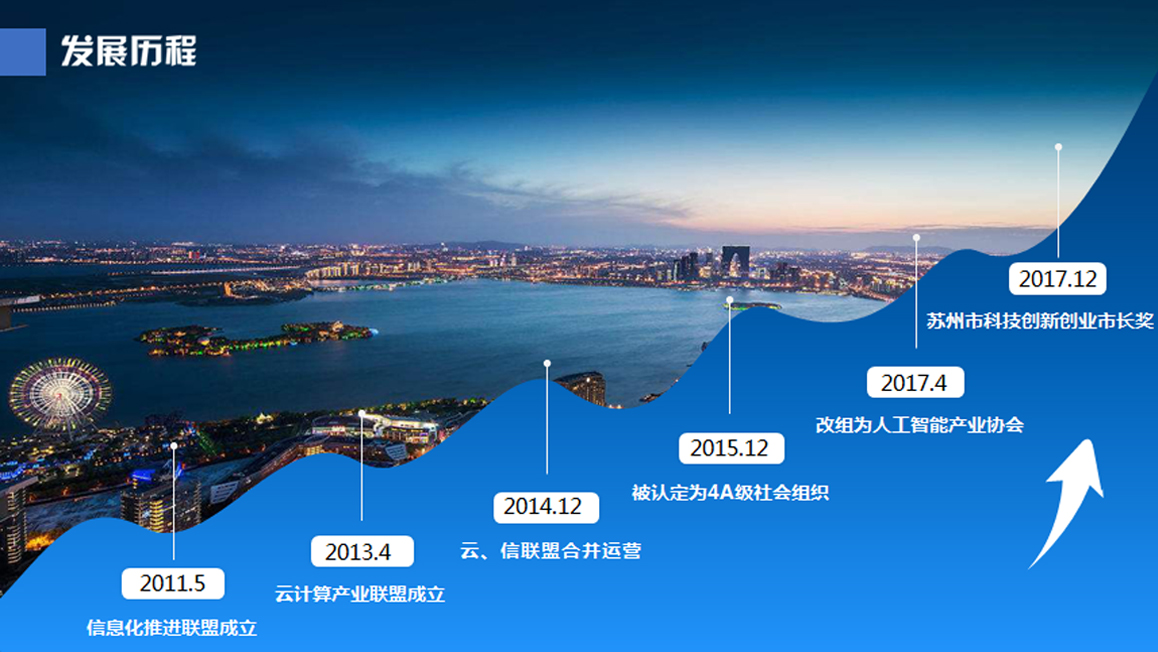 发展历程
2011.5
信息化推进联盟成立
2013.4
云计算产业联盟成立
2014.12
云、信联盟合并运营
2015.12
被认定为4A级社会组织
2017.4
改组为人工智能产业协会
2017.12
苏州市科技创新创业市长奖